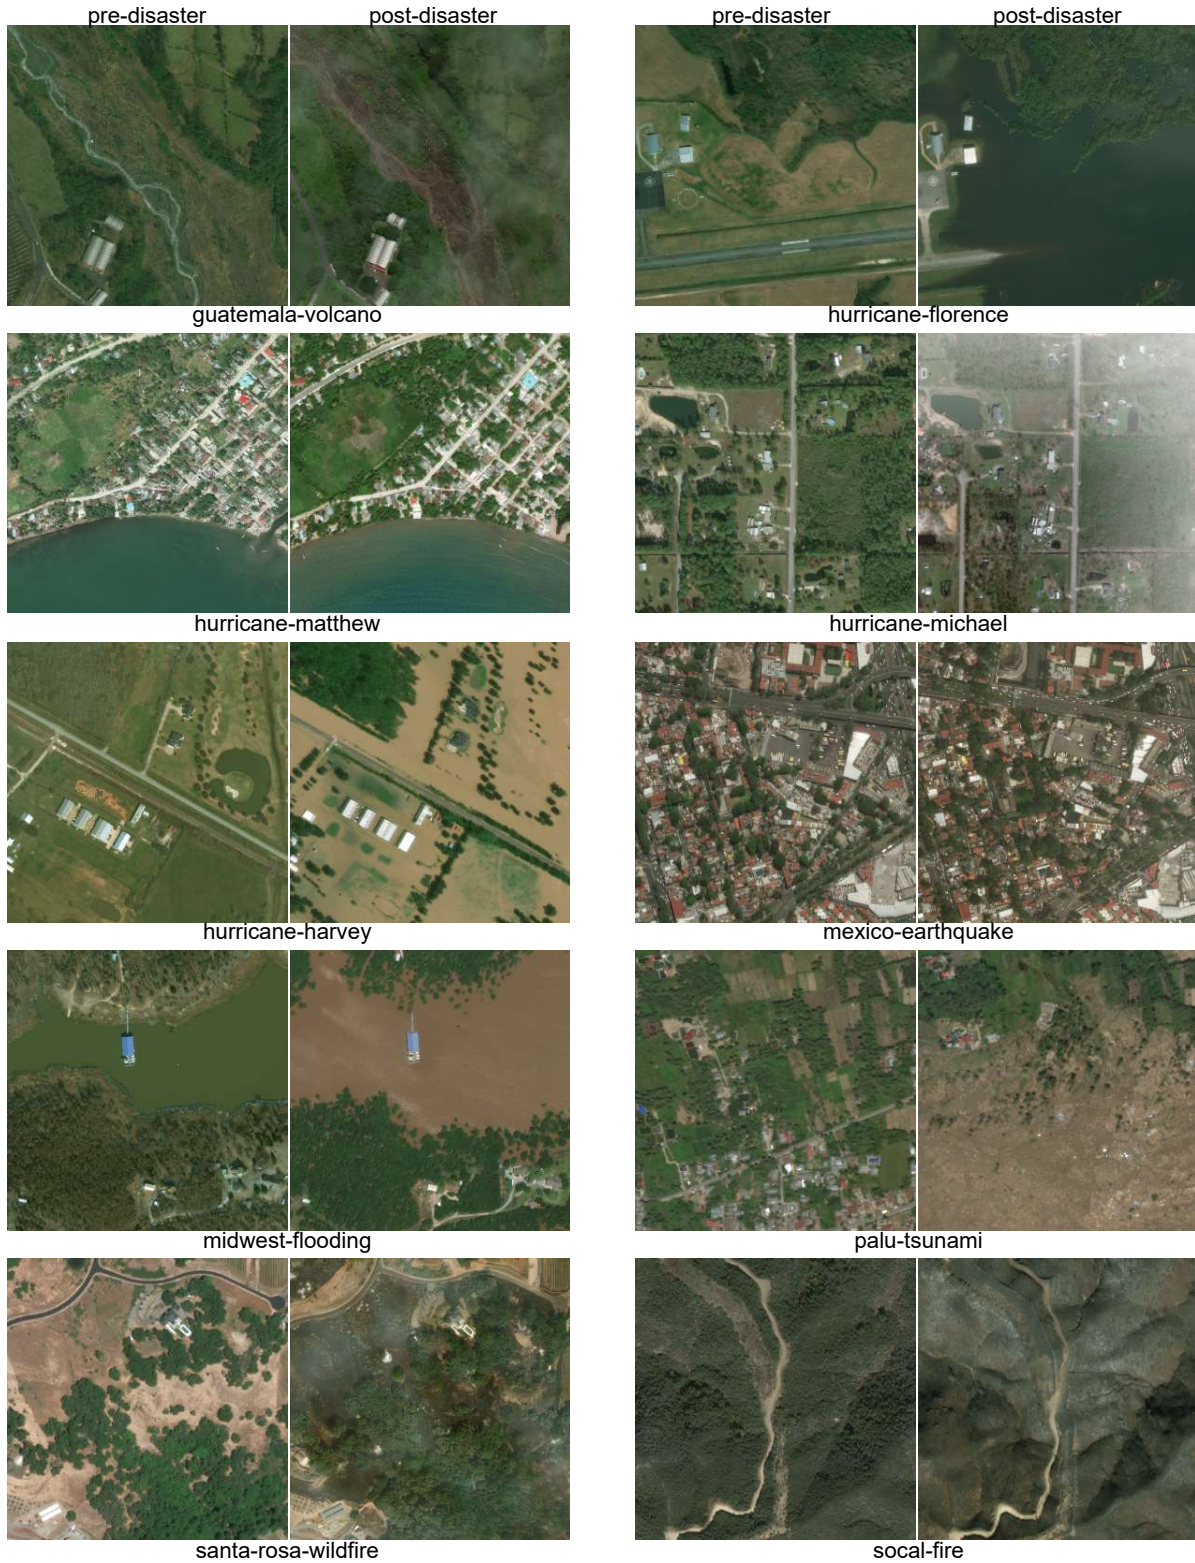 pre-disaster post-disaster pre-disaster post-disaster
guatemala-volcano hurricane-florence
hurricane-matthew hurricane-michael
hurricane-harvey mexico-earthquake
midwest-flooding palu-tsunami
santa-rosa-wildfire socal-fire